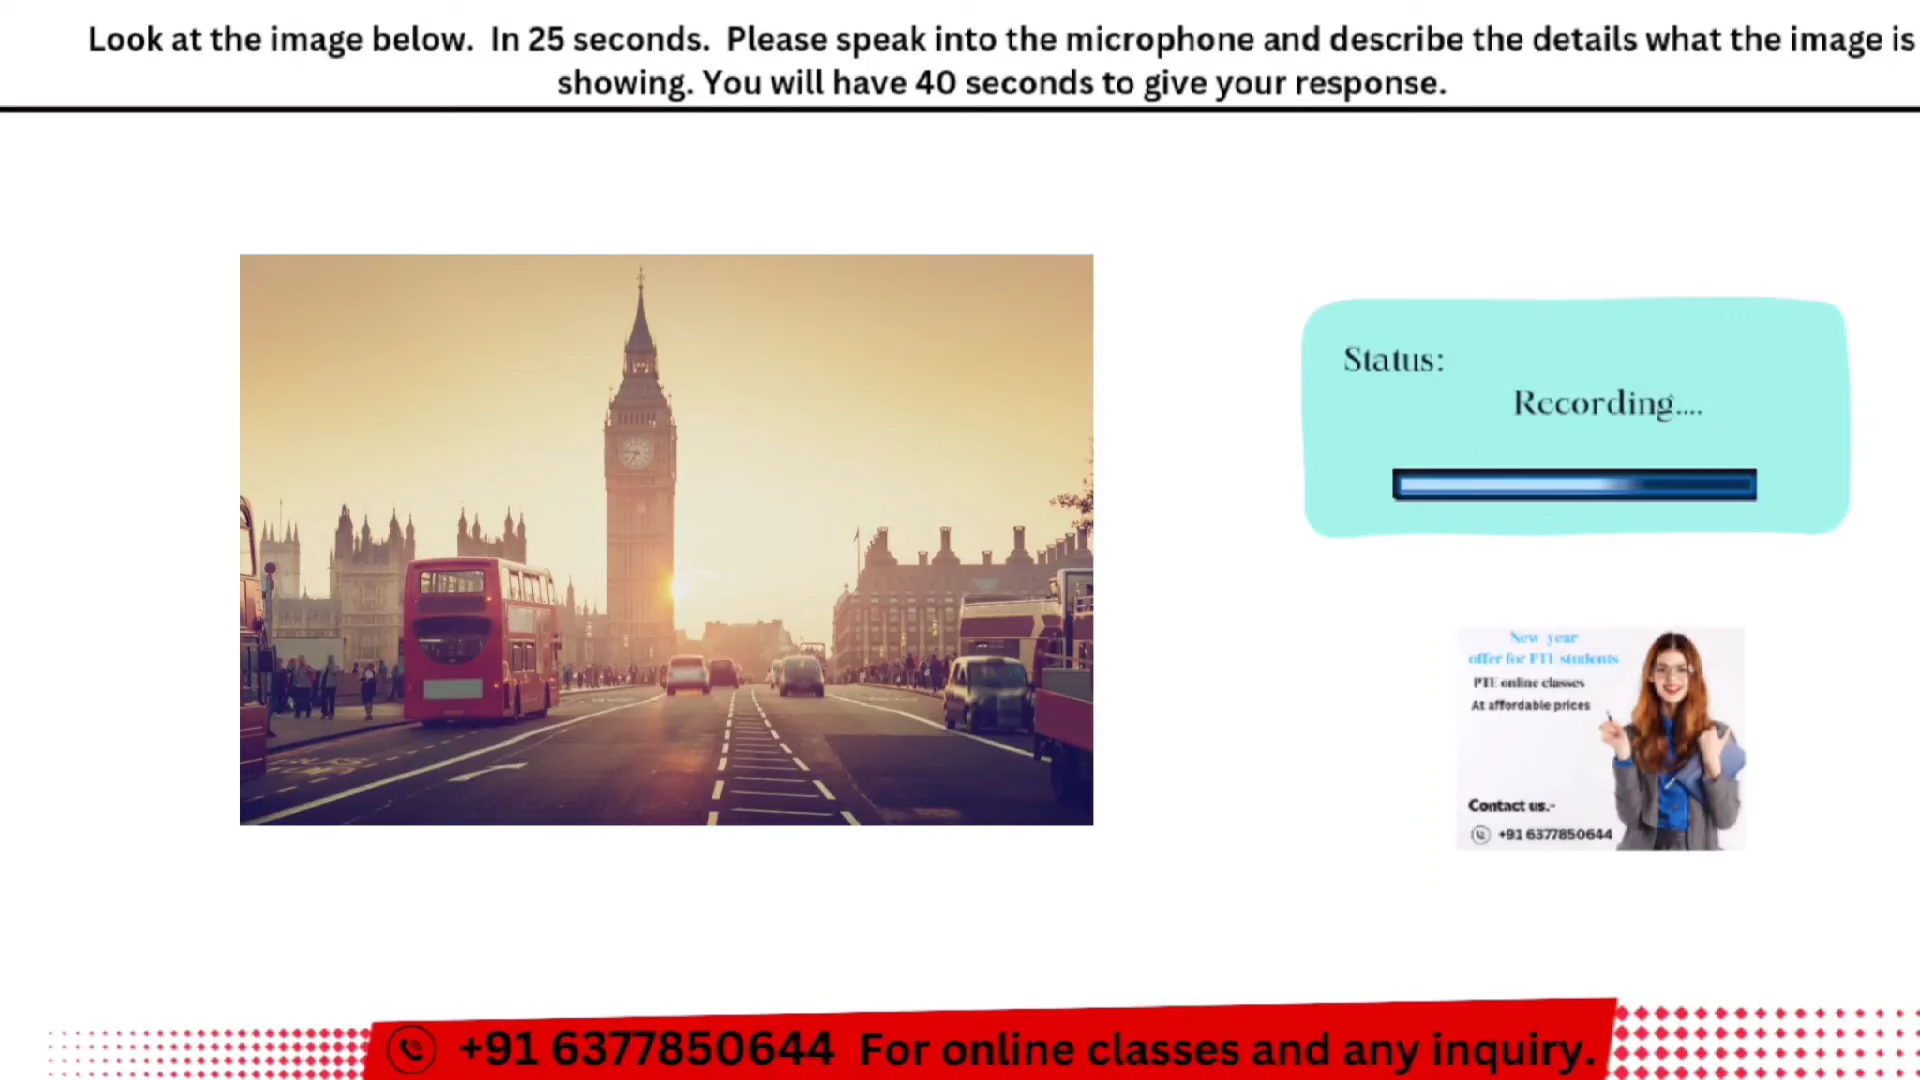 Look at the image below. In 25 seconds. Please speak into the microphone and describe the details what the image is
showing. You will have 40 seconds to give your response.
Status:
Recording....
New year
offer for PTE students
PTE online classes
At affordable prices
Contact us.-
+91 6377850644
+91 6377850644 For online classes and any inquiry.